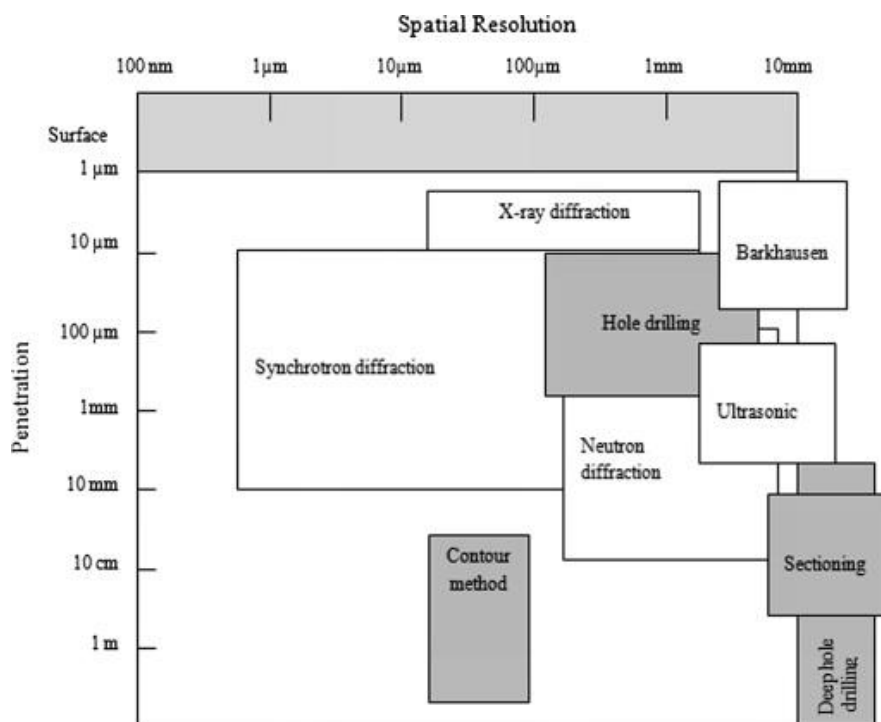 Spatial Resolution
100 nm
1µm
10µm
100µm
1mm
10mm
Surface
1 µm
10 µm
100 µm
1mm
10 mm
10 cm
1 m
Penetration
X-ray diffraction
Barkhausen
Hole drilling
Synchrotron diffraction
Ultrasonic
Neutron
diffraction
Contour
method
Sectioning
Deep hole
drilling